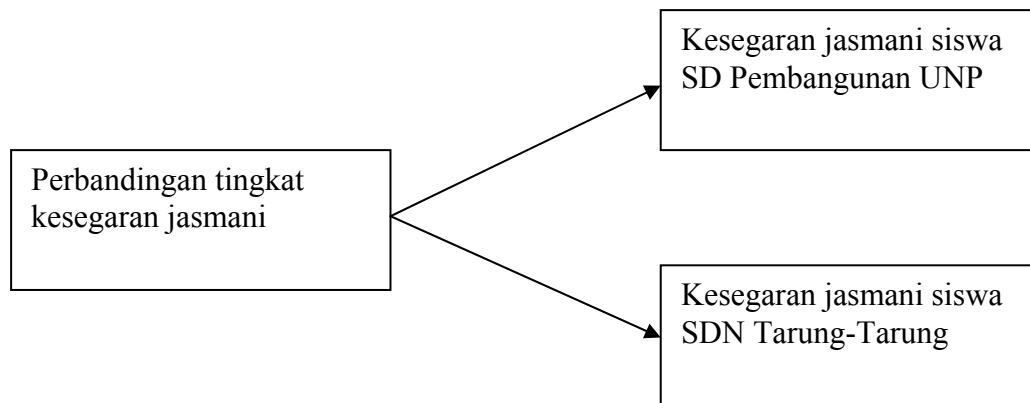 Kesegaran jasmani siswa
SD Pembangunan UNP
Perbandingan tingkat
kesegaran jasmani
Kesegaran jasmani siswa
SDN Tarung-Tarung